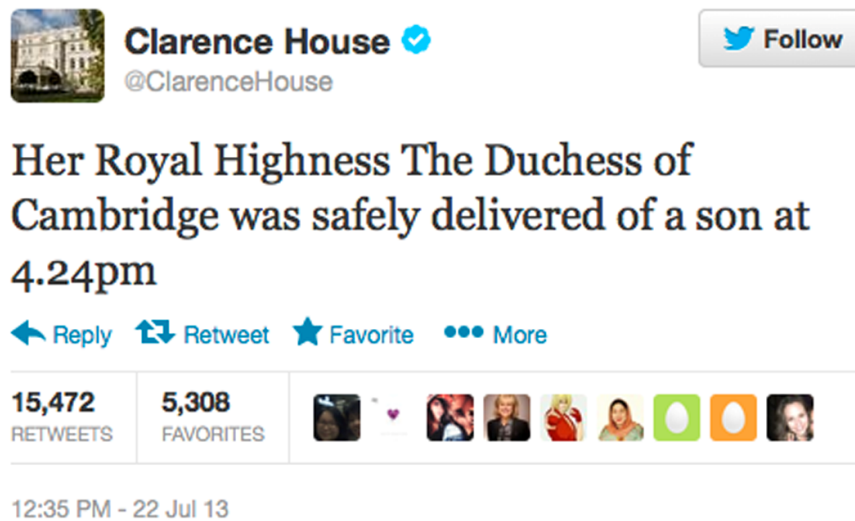 Clarence House
@ClarenceHouse
Follow
Her Royal Highness The Duchess of
Cambridge was safely delivered of a son at
4.24pm
Reply Retweet Favorite More
15,472 5,308
RETWEETS FAVORITES
12:35 PM - 22 Jul 13